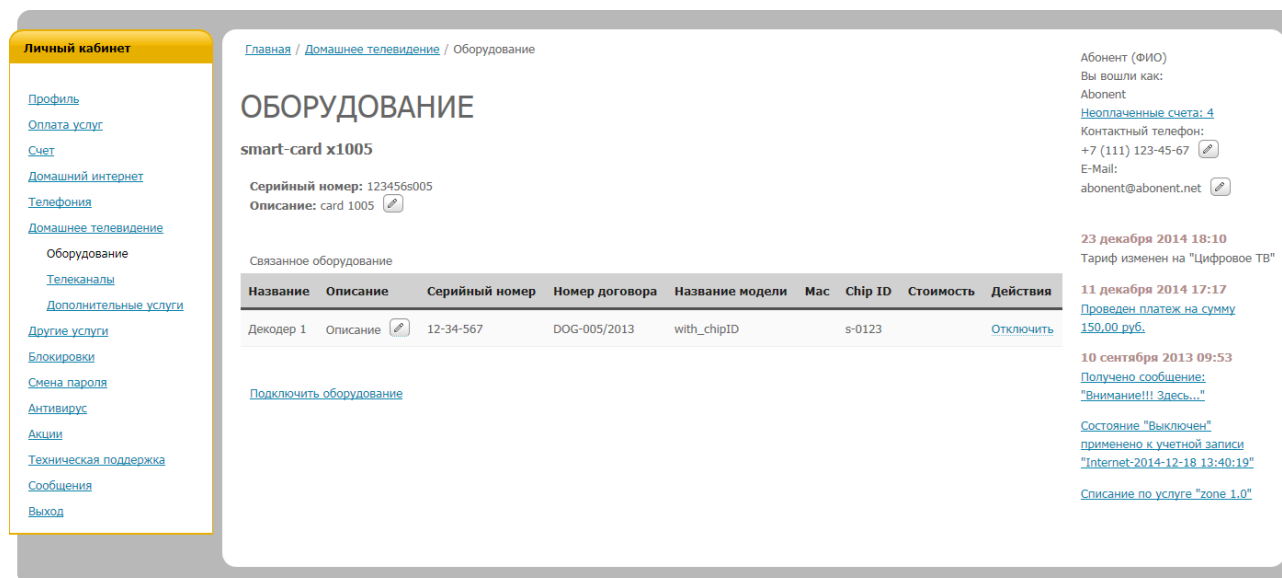 Личный кабинет
Профиль
Оплата услуг
Счет
Домашний интернет
Телефония
Домашнее телевидение
Оборудование
Телеканалы
Дополнительные услуги
Другие услуги
Блокировки
Смена пароля
Антивирус
Акции
Техническая поддержка
Сообщения
Выход
Главная / Домашнее телевидение / Оборудование
ОБОРУДОВАНИЕ
smart-card x1005
Серийный номер: 123456s005
Описание: card 1005
Связанное оборудование
Название Описание Серийный номер Номер договора Название модели Mac Chip ID Стоимость Действия
Декодер 1 Описание 12-34-567 DOG-005/2013 with_chipID s-0123 Отключить
Подключить оборудование
Абонент (ФИО)
Вы вошли как:
Abonent
Неоплаченные счета: 4
Контактный телефон:
+7 (111) 123-45-67
E-Mail:
abonent@abonent.net
23 декабря 2014 18:10
Тариф изменен на "Цифровое ТВ"
11 декабря 2014 17:17
Проведен платеж на сумму
150,00 руб.
10 сентября 2013 09:53
Получено сообщение:
"Внимание!!! Здесь..."
Состояние "Выключен"
применено к учетной записи
"Internet-2014-12-18 13:40:19"
Списание по услуге "zone 1.0"